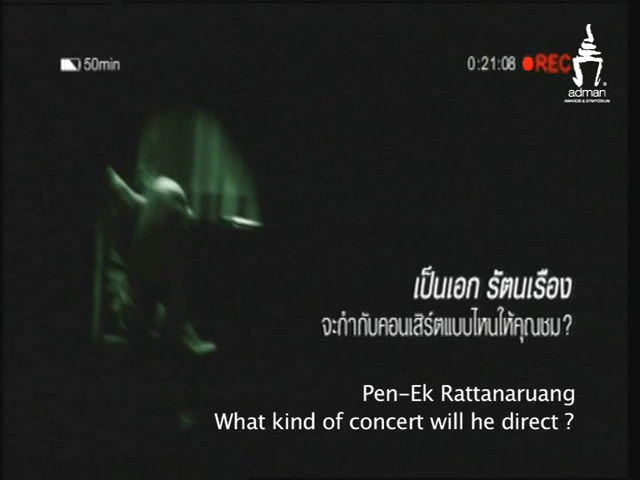 50min
0:21:08 REC
adman
AWARDS & SYMPOSIUM
เป็นเอก รัตนเรือง
จะกำกับคอนเสิร์ตแบบไหนให้คุณชม?
Pen-Ek Rattanaruang
What kind of concert will he direct ?